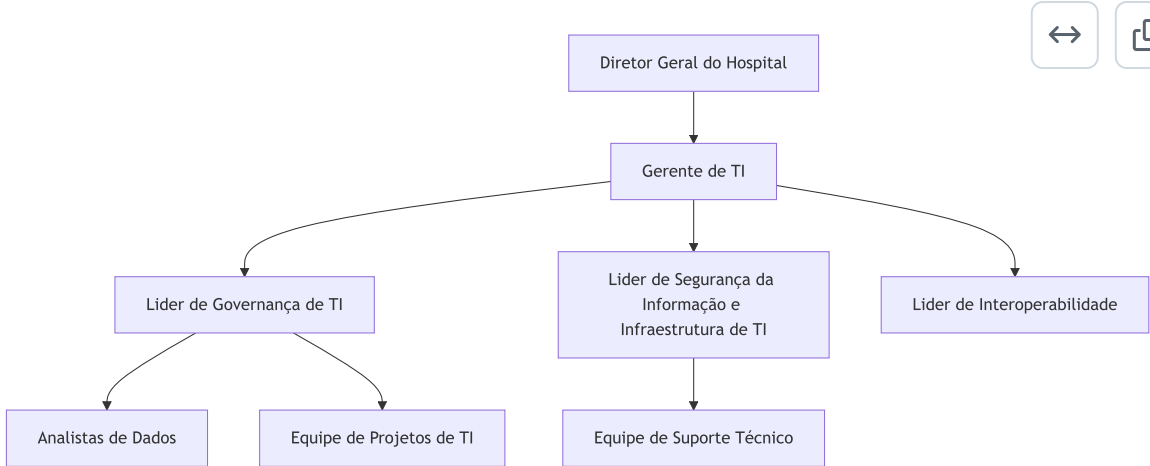 Diretor Geral do Hospital
Gerente de TI
Lider de Governança de TI
Lider de Segurança da
Informação e
Infraestrutura de TI
Lider de Interoperabilidade
Analistas de Dados
Equipe de Projetos de TI
Equipe de Suporte Técnico